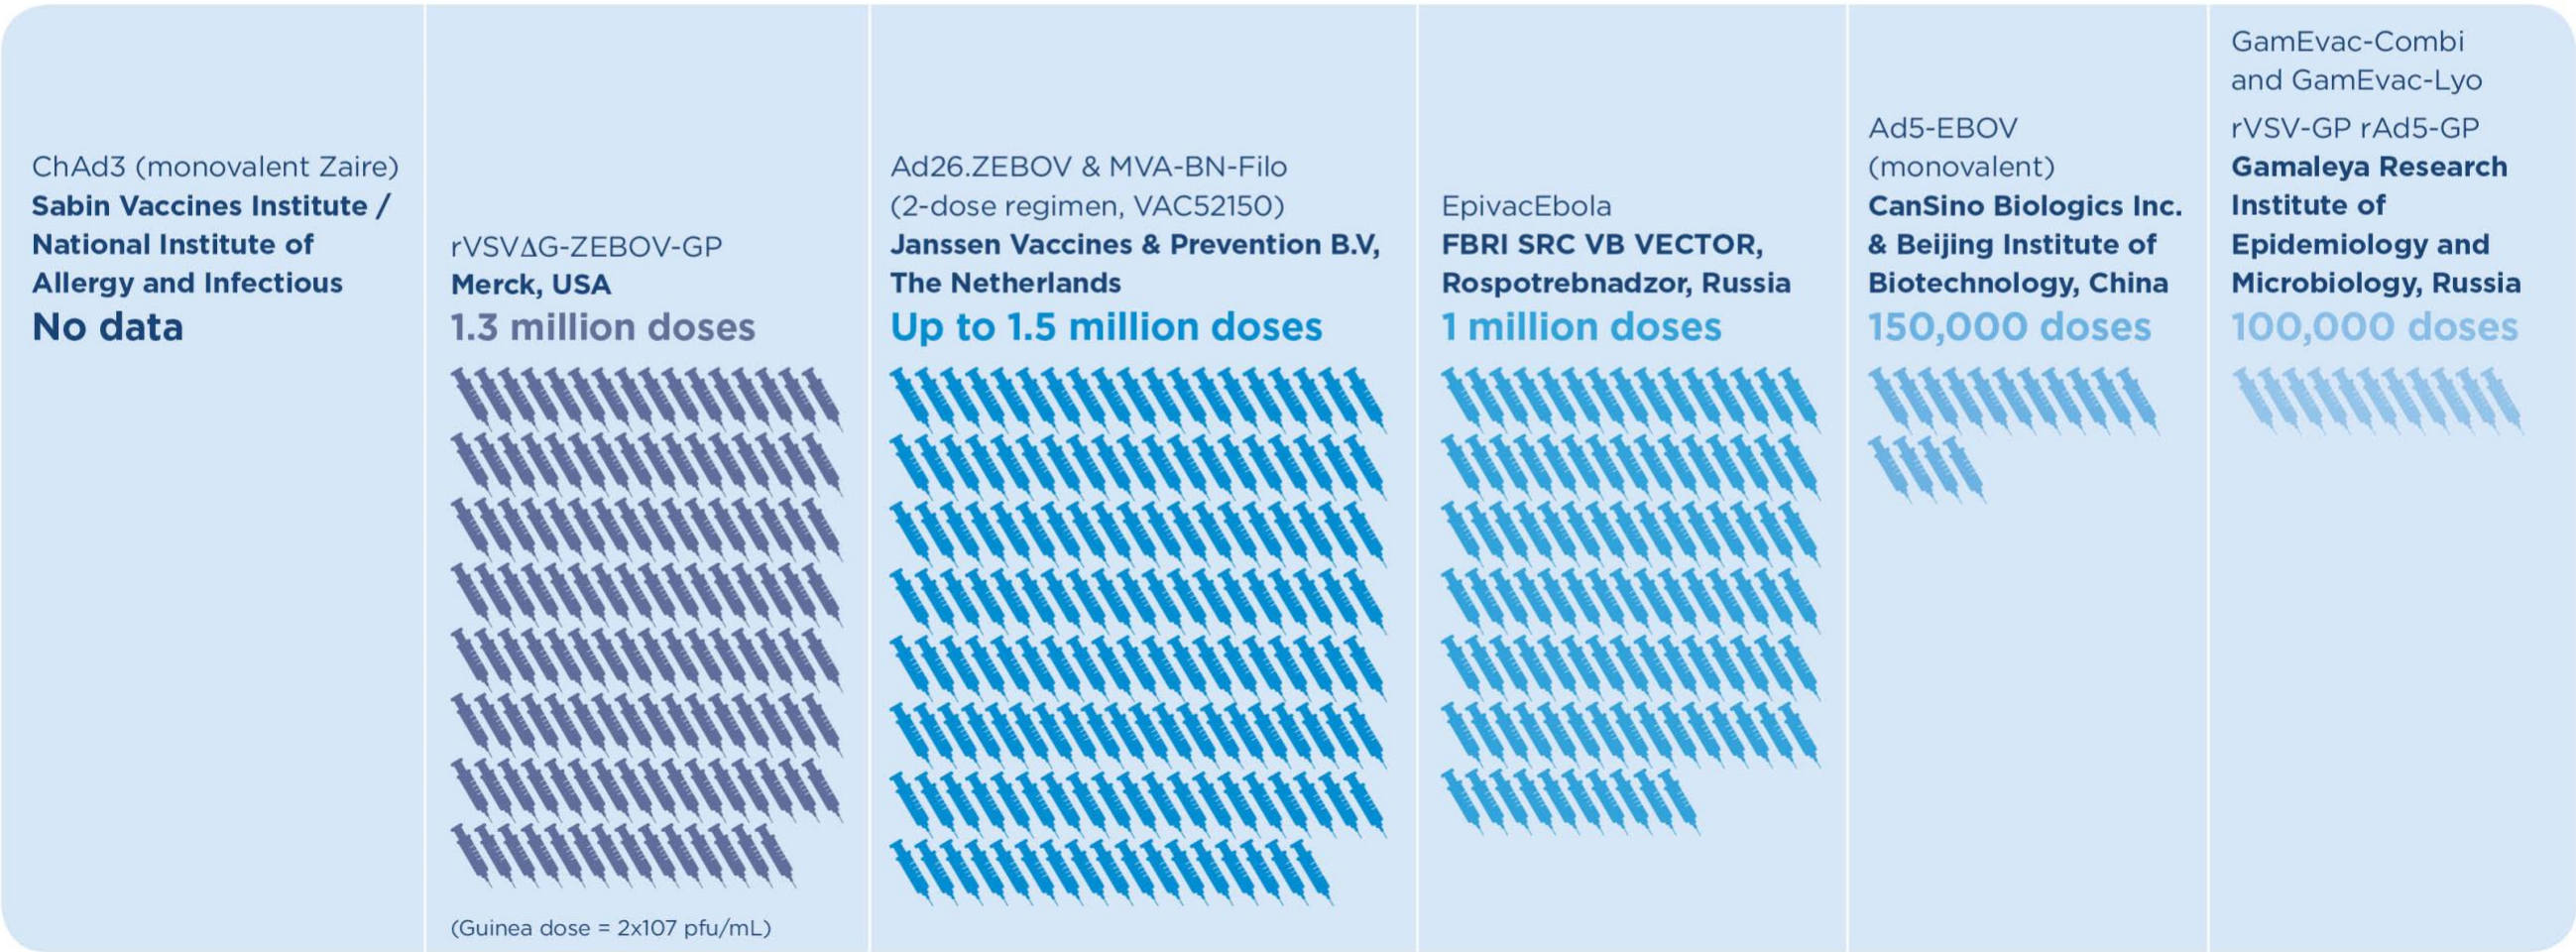 ChAd3 (monovalent Zaire)
Sabin Vaccines Institute /
National Institute of
Allergy and Infectious
No data
rVSVΔG-ZEBOV-GP
Merck, USA
1.3 million doses
(Guinea dose = 2x107 pfu/mL)
Ad26.ZEBOV & MVA-BN-Filo
(2-dose regimen, VAC52150)
Janssen Vaccines & Prevention B.V,
The Netherlands
Up to 1.5 million doses
EpivacEbola
FBRI SRC VB VECTOR,
Rospotrebnadzor, Russia
1 million doses
Ad5-EBOV
(monovalent)
CanSino Biologics Inc.
& Beijing Institute of
Biotechnology, China
150,000 doses
GamEvac-Combi
and GamEvac-Lyo
rVSV-GP rAd5-GP
Gamaleya Research
Institute of
Epidemiology and
Microbiology, Russia
100,000 doses